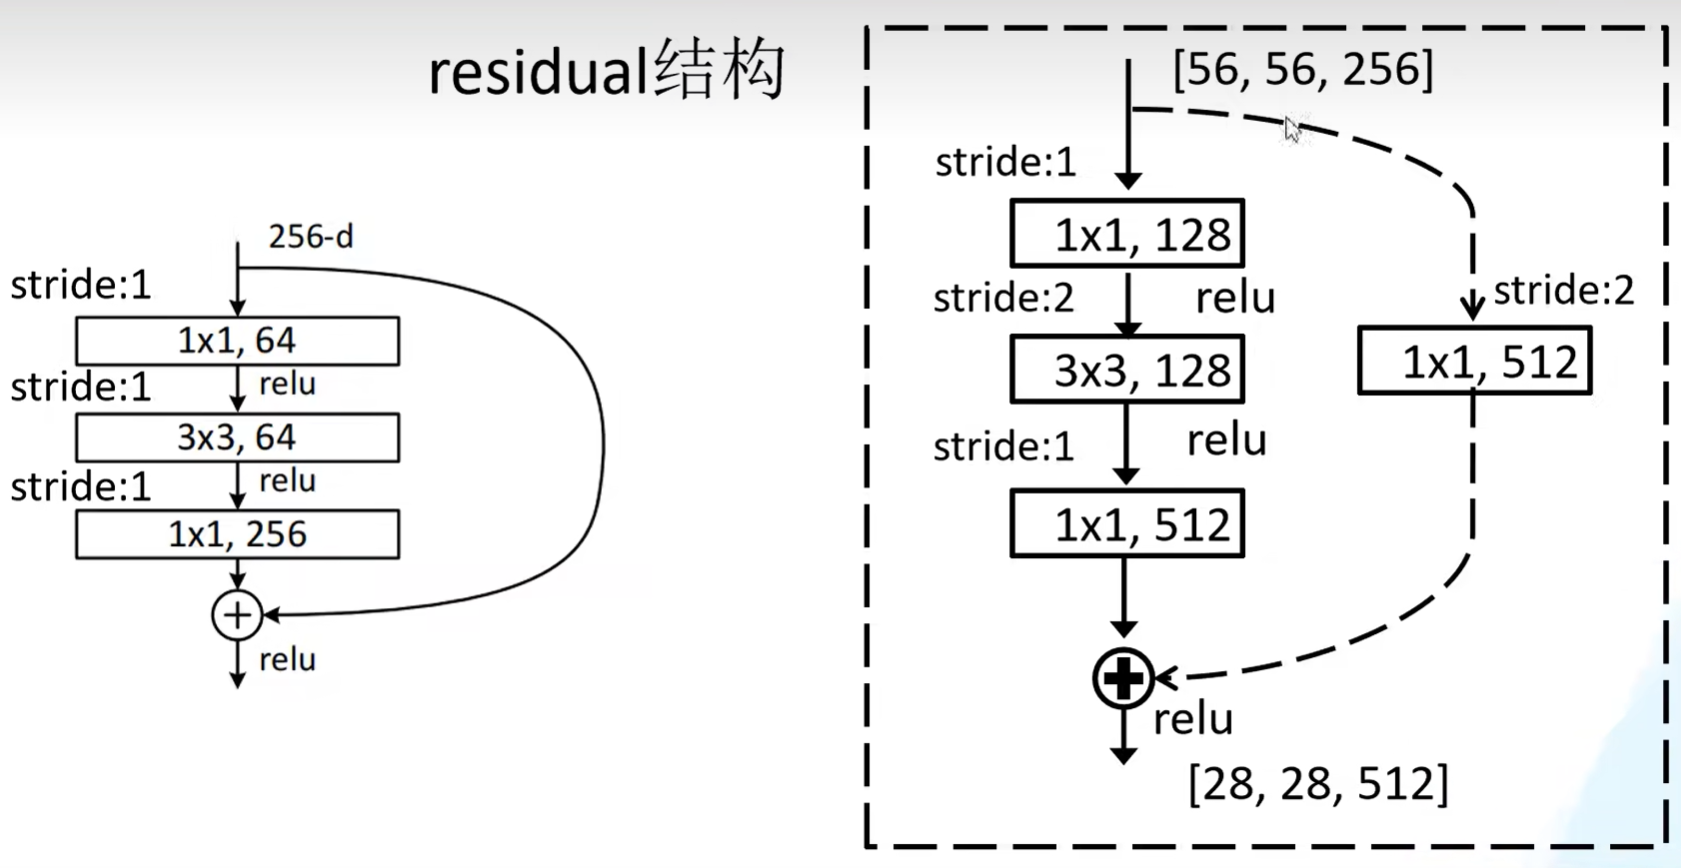 residual结构
256-d
stride:1
1x1, 64
stride:1
relu
3x3, 64
stride:1
relu
1x1, 256
relu
[56, 56, 256]
stride:1
1x1, 128
stride:2
relu
3x3, 128
stride:1
relu
1x1, 512
stride:2
1x1, 512
relu
[28, 28, 512]